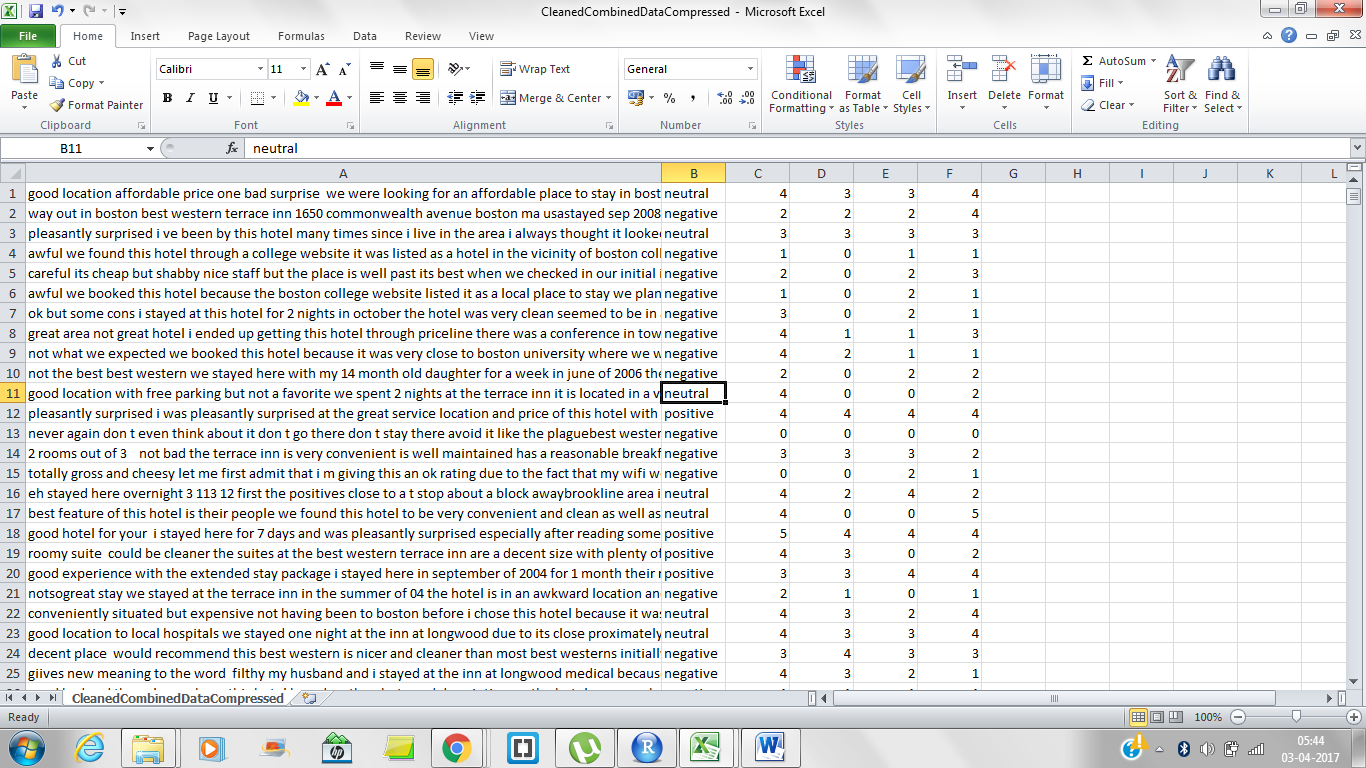 CleanedCombinedDataCompressed - Microsoft Excel
File Home Insert Page Layout Formulas Data Review View
Paste Cut Copy Format Painter Clipboard
Calibri 11 A A B I U A Font
Wrap Text Merge & Center Alignment
General % , Number
Conditional Formatting Format as Table Cell Styles Styles
Insert Delete Format Cells
Σ AutoSum Fill Clear Sort & Filter Find & Select Editing
B11 fx neutral
A B C D E F G H I J K L
1 good location affordable price one bad surprise we were looking for an affordable place to stay in bost neutral 4 3 3 4
2 way out in boston best western terrace inn 1650 commonwealth avenue boston ma usastayed sep 2008 negative 2 2 2 4
3 pleasantly surprised i ve been by this hotel many times since i live in the area i always thought it looke neutral 3 3 3 3
4 awful we found this hotel through a college website it was listed as a hotel in the vicinity of boston coll negative 1 0 1 1
5 careful its cheap but shabby nice staff but the place is well past its best when we checked in our initial i negative 2 0 2 3
6 awful we booked this hotel because the boston college website listed it as a local place to stay we plan negative 1 0 2 1
7 ok but some cons i stayed at this hotel for 2 nights in october the hotel was very clean seemed to be in negative 3 0 2 1
8 great area not great hotel i ended up getting this hotel through priceline there was a conference in tow negative 4 1 1 3
9 not what we expected we booked this hotel because it was very close to boston university where we w negative 4 2 1 1
10 not the best best western we stayed here with my 14 month old daughter for a week in june of 2006 the negative 2 0 2 2
11 good location with free parking but not a favorite we spent 2 nights at the terrace inn it is located in a v neutral 4 0 0 2
12 pleasantly surprised i was pleasantly surprised at the great service location and price of this hotel with positive 4 4 4 4
13 never again don t even think about it don t go there don t stay there avoid it like the plaguebest wester negative 0 0 0 0
14 2 rooms out of 3 not bad the terrace inn is very convenient is well maintained has a reasonable breakf negative 3 3 3 2
15 totally gross and cheesy let me first admit that i m giving this an ok rating due to the fact that my wifi w negative 0 0 2 1
16 eh stayed here overnight 3 113 12 first the positives close to a t stop about a block awaybrookline area i neutral 4 2 4 2
17 best feature of this hotel is their people we found this hotel to be very convenient and clean as well as neutral 4 0 0 5
18 good hotel for your i stayed here for 7 days and was pleasantly surprised especially after reading some positive 5 4 4 4
19 roomy suite could be cleaner the suites at the best western terrace inn are a decent size with plenty of positive 4 3 0 2
20 good experience with the extended stay package i stayed here in september of 2004 for 1 month their r positive 3 3 4 4
21 notsogreat stay we stayed at the terrace inn in the summer of 04 the hotel is in an awkward location an negative 2 1 0 1
22 conveniently situated but expensive not having been to boston before i chose this hotel because it was neutral 4 3 2 4
23 good location to local hospitals we stayed one night at the inn at longwood due to its close proximately neutral 4 3 3 4
24 decent place would recommend this best western is nicer and cleaner than most best westerns initiall negative 3 4 3 3
25 giives new meaning to the word filthy my husband and i stayed at the inn at longwood medical becaus negative 4 3 2 1
CleanedCombinedDataCompressed
Ready 100%
05:44
03-04-2017